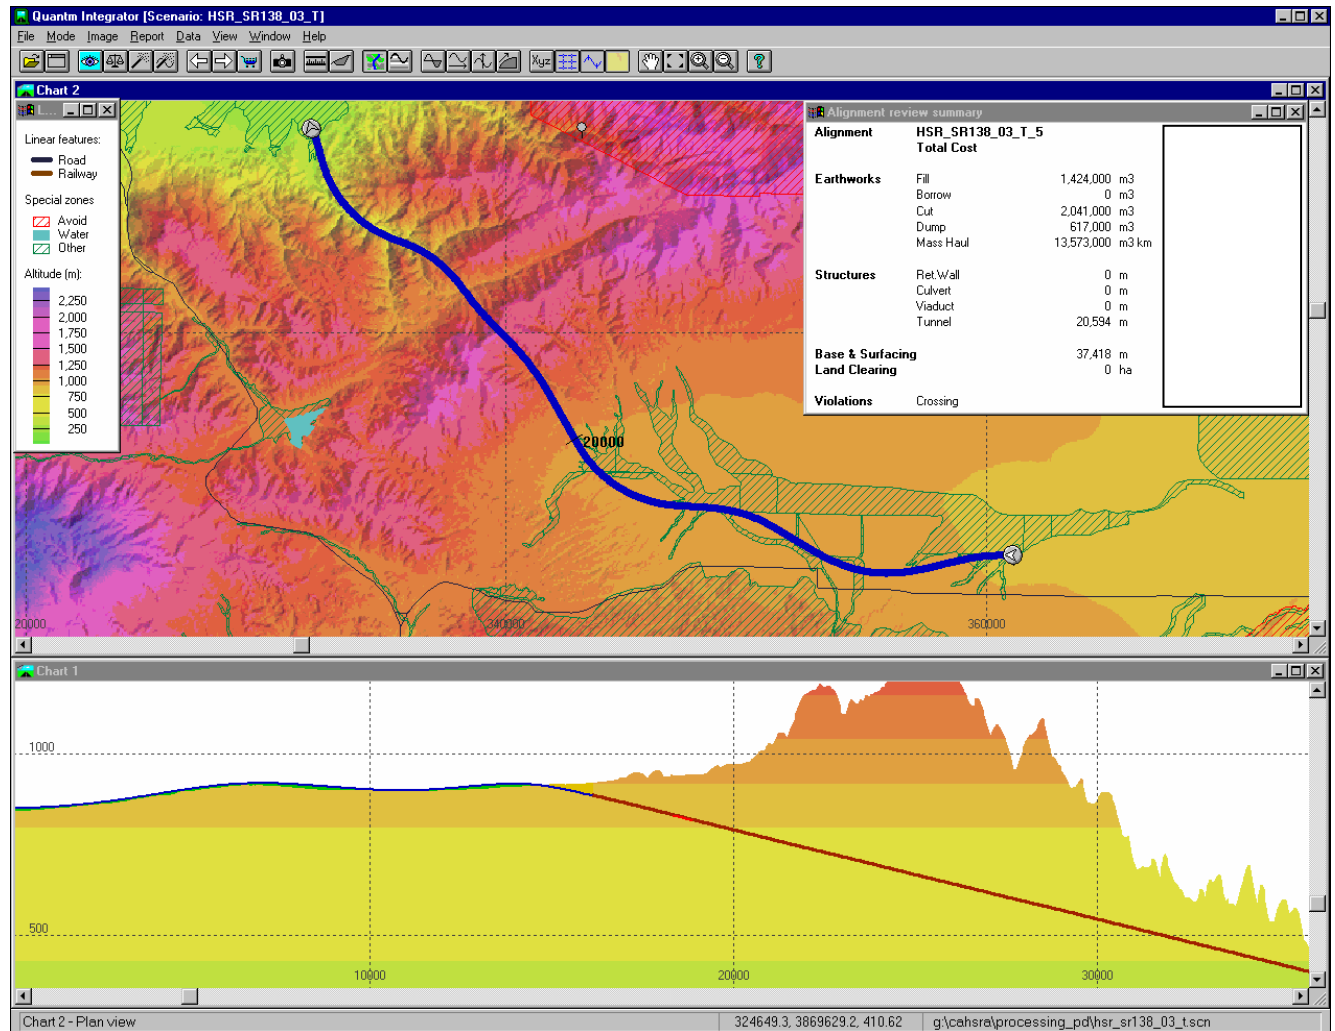 Quantm Integrator [Scenario: HSR_SR138_03_T]
File Mode Image Report Data View Window Help
Xyz
Chart 2
L...
Linear features:
Road
Railway
Special zones
Avoid
Water
Other
Altitude (m):
2,250
2,000
1,750
1,500
1,250
1,000
750
500
250
Alignment review summary
Alignment HSR_SR138_03_T_5
Total Cost
Earthworks Fill 1,424,000 m3
Borrow 0 m3
Cut 2,041,000 m3
Dump 617,000 m3
Mass Haul 13,573,000 m3 km
Structures Ret.Wall 0 m
Culvert 0 m
Viaduct 0 m
Tunnel 20,594 m
Base & Surfacing 37,418 m
Land Clearing 0 ha
Violations Crossing
20000
20000 340000 360000
Chart 1
1000
500
10000 20000 30000
Chart 2 - Plan view 324649.3, 3869629.2, 410.62 g:\cahsra\processing_pd\hsr_sr138_03_t.scn